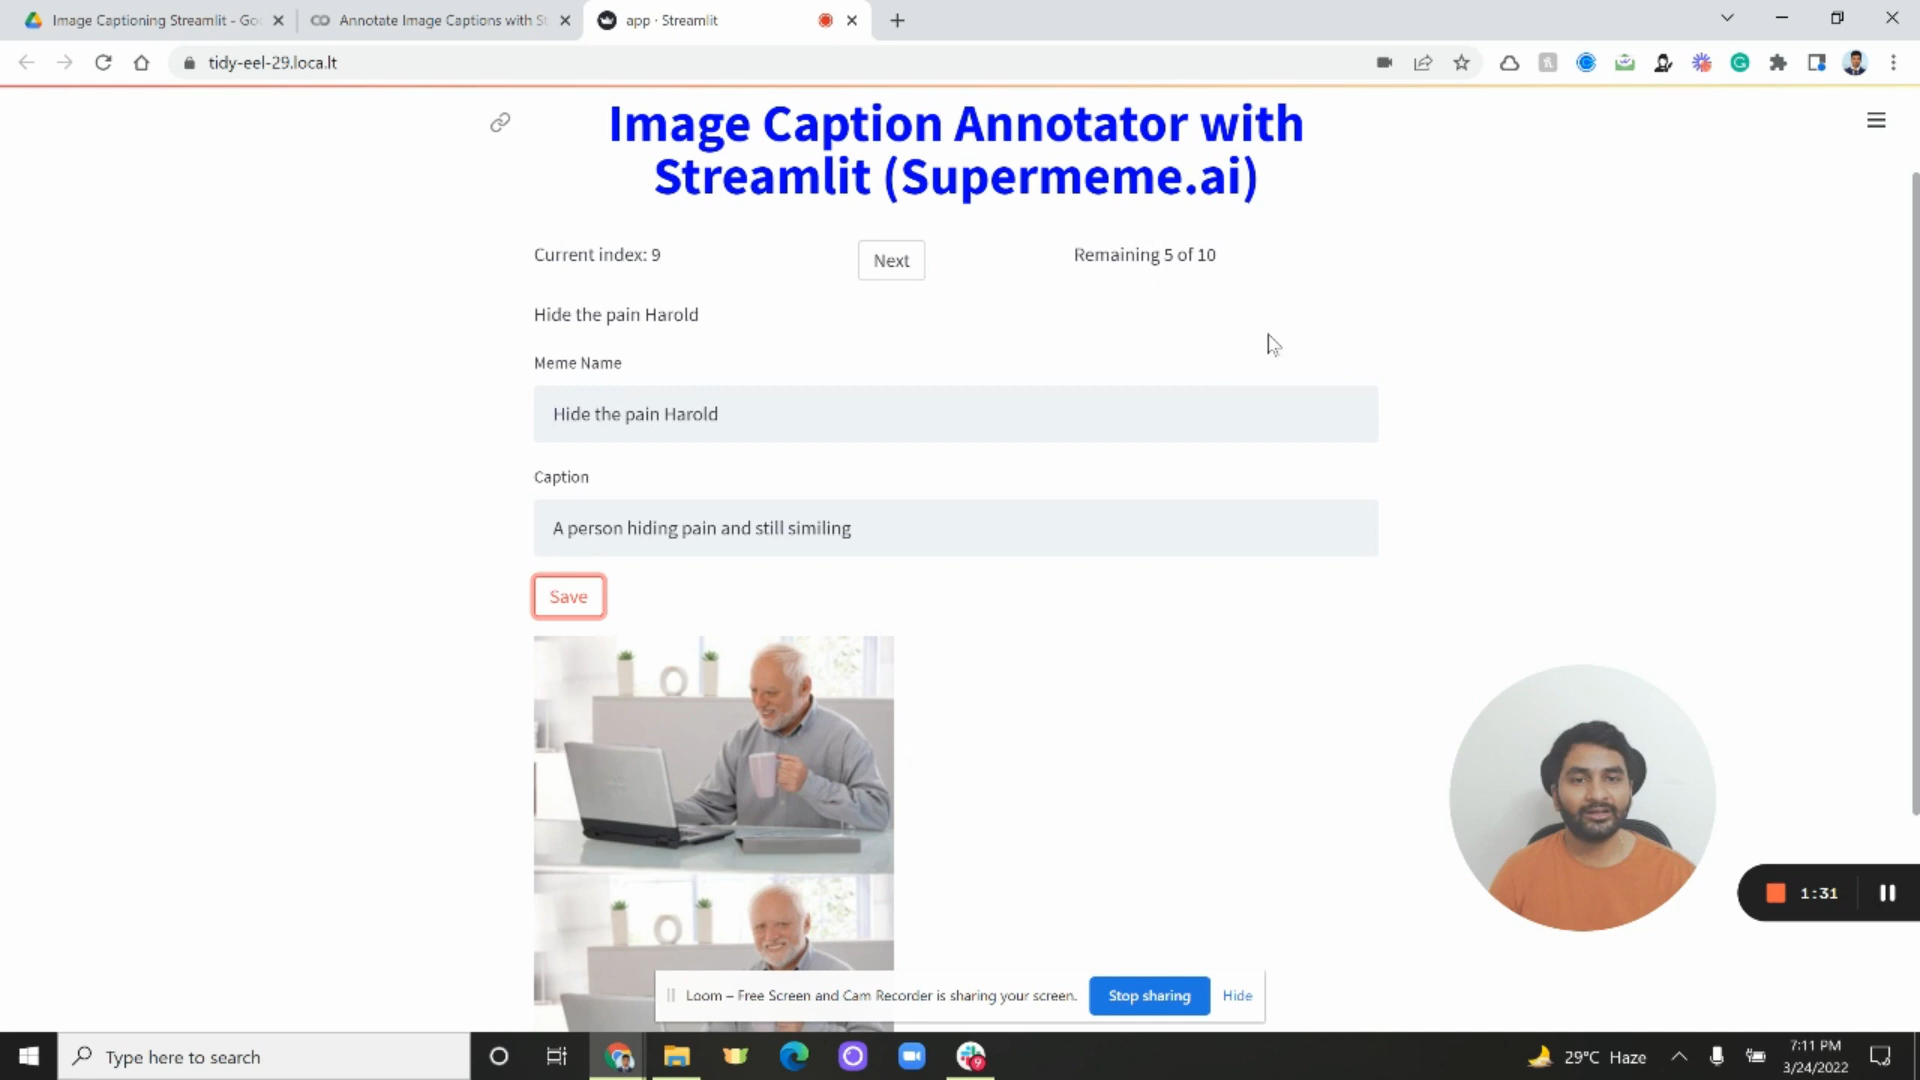 Image Captioning Streamlit - Go
Annotate Image Captions with St
app · Streamlit
tidy-eel-29.loca.lt
Image Caption Annotator with
Streamlit (Supermeme.ai)
Current index: 9
Next
Remaining 5 of 10
Hide the pain Harold
Meme Name
Hide the pain Harold
Caption
A person hiding pain and still similing
Save
1:31
Loom – Free Screen and Cam Recorder is sharing your screen.
Stop sharing
Hide
Type here to search
9
29°C Haze
7:11 PM
3/24/2022